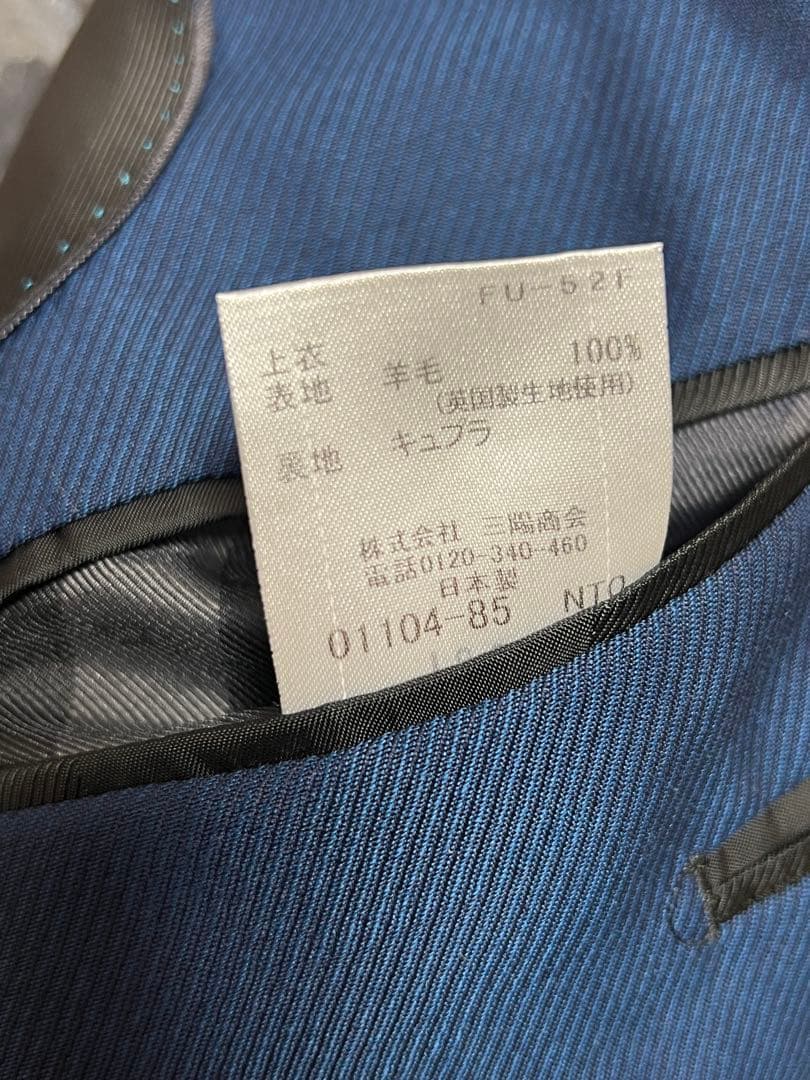 FU-52F
上衣
表地 羊毛 100%
(英国製生地使用)
裏地 キュプラ
株式会社 三陽商会
電話0120-340-460
日本製
01104-85